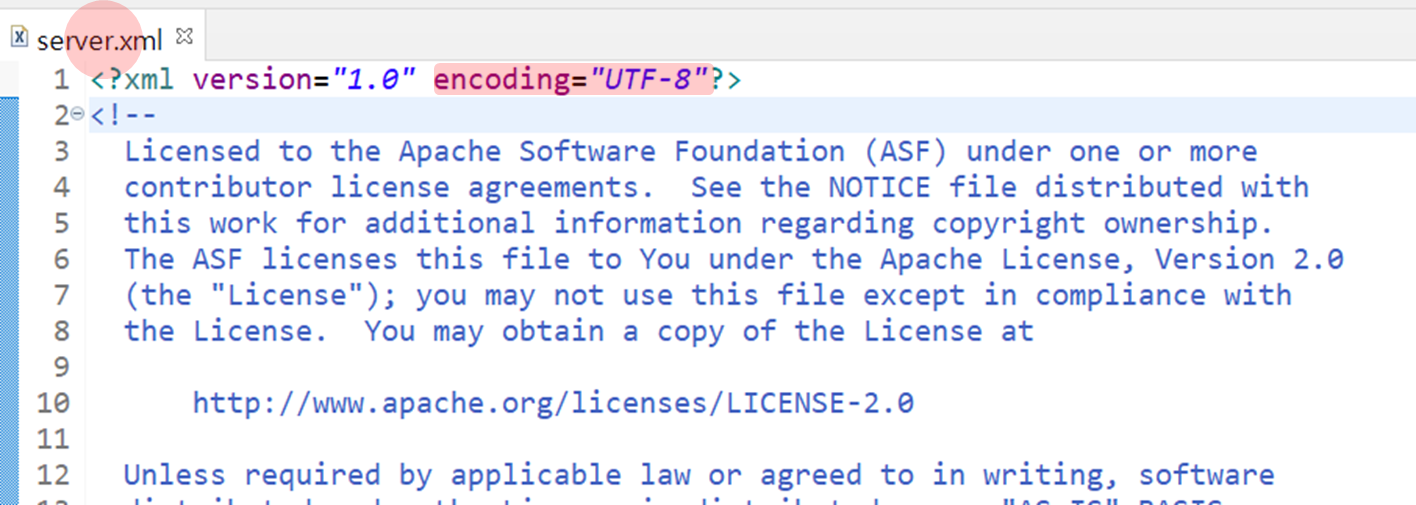 server.xml
1 <?xml version="1.0" encoding="UTF-8"?>
2 <!--
3 Licensed to the Apache Software Foundation (ASF) under one or more
4 contributor license agreements.  See the NOTICE file distributed with
5 this work for additional information regarding copyright ownership.
6 The ASF licenses this file to You under the Apache License, Version 2.0
7 (the "License"); you may not use this file except in compliance with
8 the License.  You may obtain a copy of the License at
9
10 http://www.apache.org/licenses/LICENSE-2.0
11
12 Unless required by applicable law or agreed to in writing, software